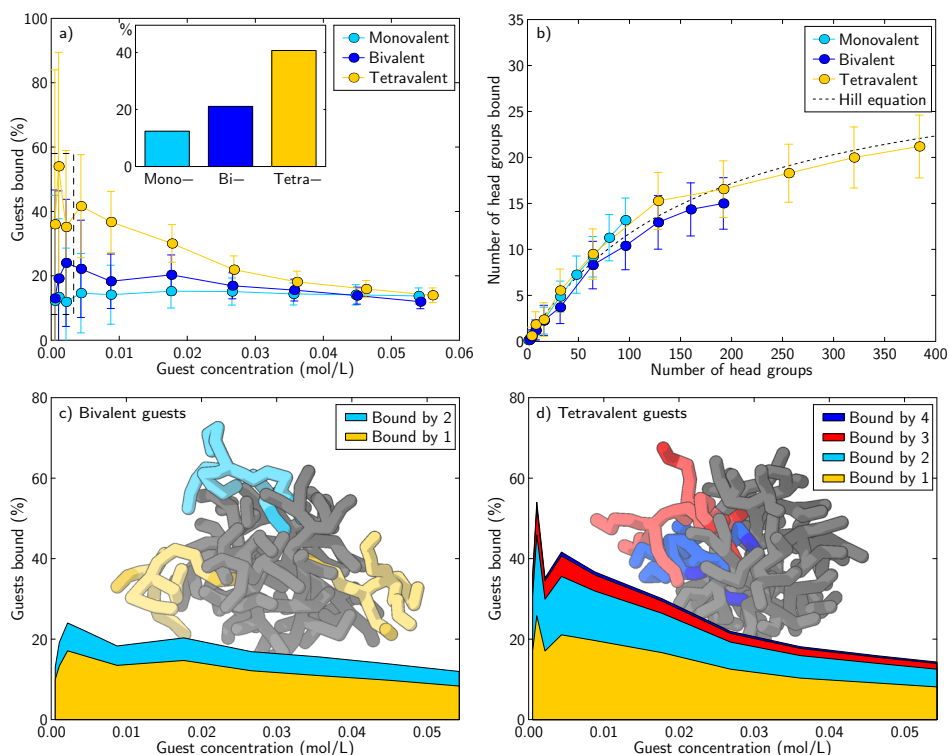 a)
Monovalent
Bivalent
Tetravalent
%
40
20
0
Mono− Bi− Tetra−
100
80
60
40
20
0
Guests bound (%)
0.00 0.01 0.02 0.03 0.04 0.05 0.06
Guest concentration (mol/L)
b)
Monovalent
Bivalent
Tetravalent
Hill equation
35
30
25
20
15
10
5
0
Number of head groups bound
0 50 100 150 200 250 300 350 400
Number of head groups
c) Bivalent guests
Bound by 2
Bound by 1
80
60
40
20
0
Guests bound (%)
0.00 0.01 0.02 0.03 0.04 0.05
Guest concentration (mol/L)
d) Tetravalent guests
Bound by 4
Bound by 3
Bound by 2
Bound by 1
80
60
40
20
0
Guests bound (%)
0.00 0.01 0.02 0.03 0.04 0.05
Guest concentration (mol/L)